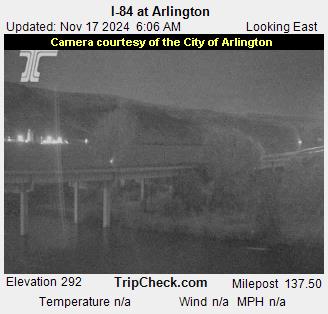 I-84 at Arlington
Updated: Nov 17 2024 6:06 AM Looking East
Camera courtesy of the City of Arlington
Elevation 292 TripCheck.com Milepost 137.50
Temperature n/a Wind n/a MPH n/a